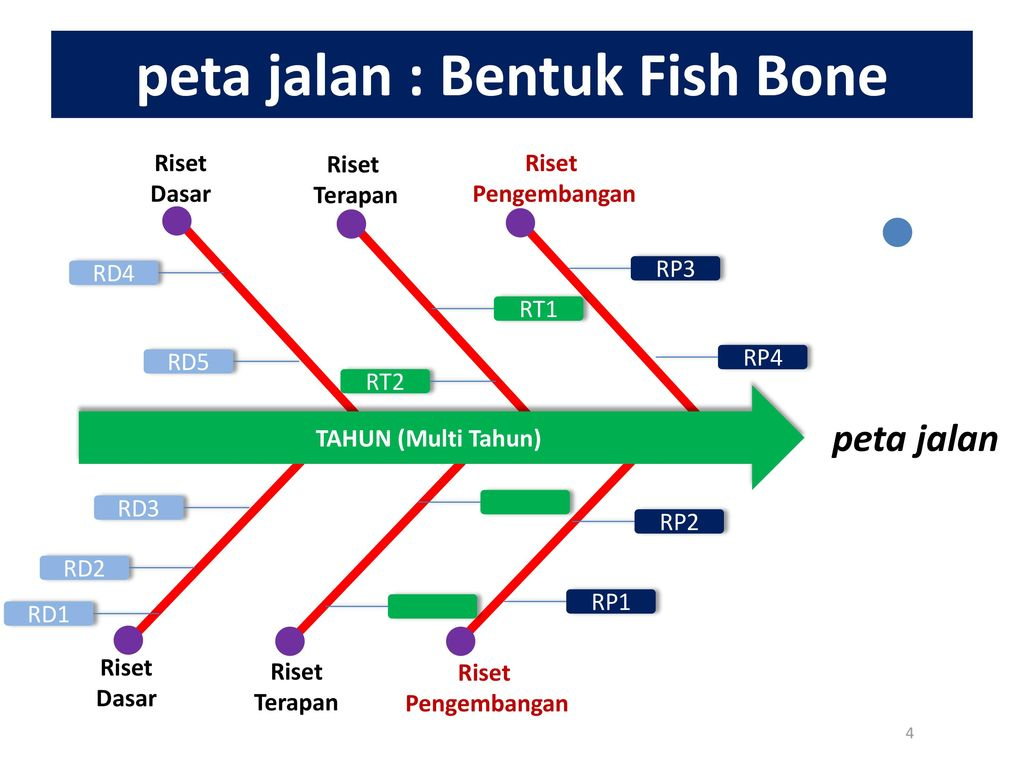 peta jalan : Bentuk Fish Bone
Riset
Dasar
Riset
Terapan
Riset
Pengembangan
RD4
RP3
RT1
RD5
RP4
RT2
TAHUN (Multi Tahun)
peta jalan
RD3
RP2
RD2
RP1
RD1
Riset
Dasar
Riset
Terapan
Riset
Pengembangan
4